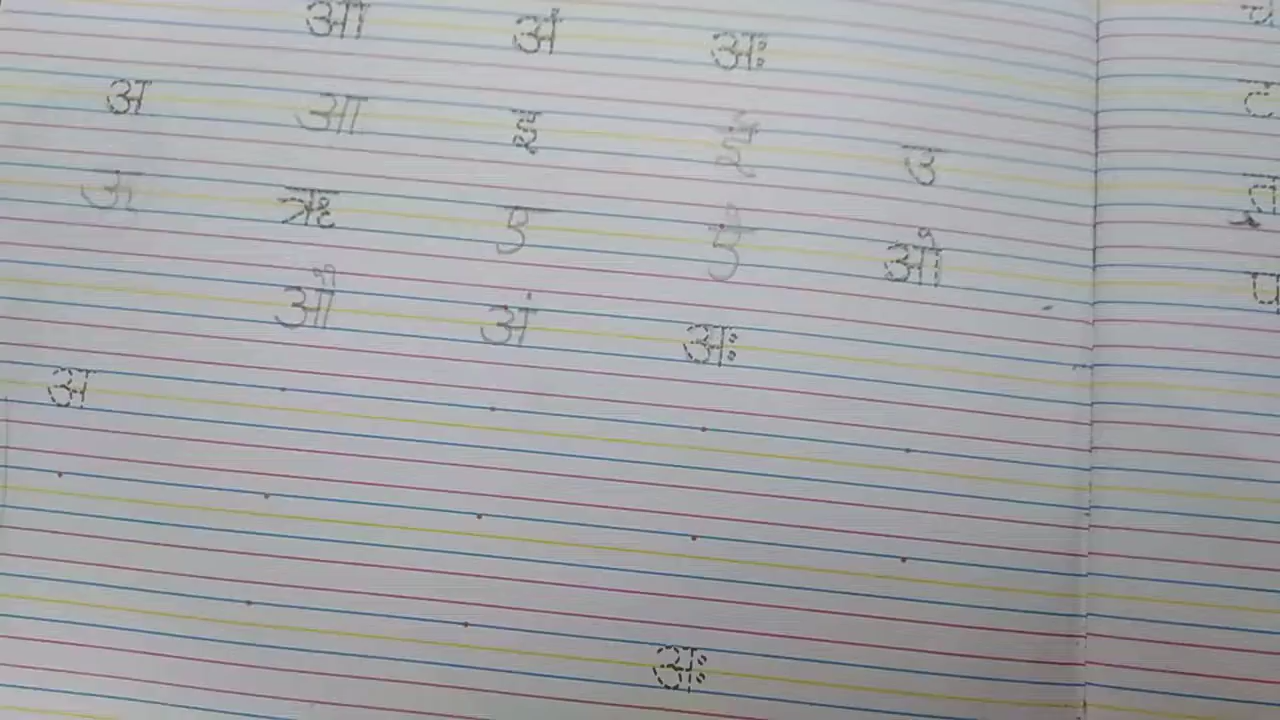 आ अं अः
अ आ इ ई उ
ऊ ऋ ए ऐ ओ
औ अं अः
अ
अः